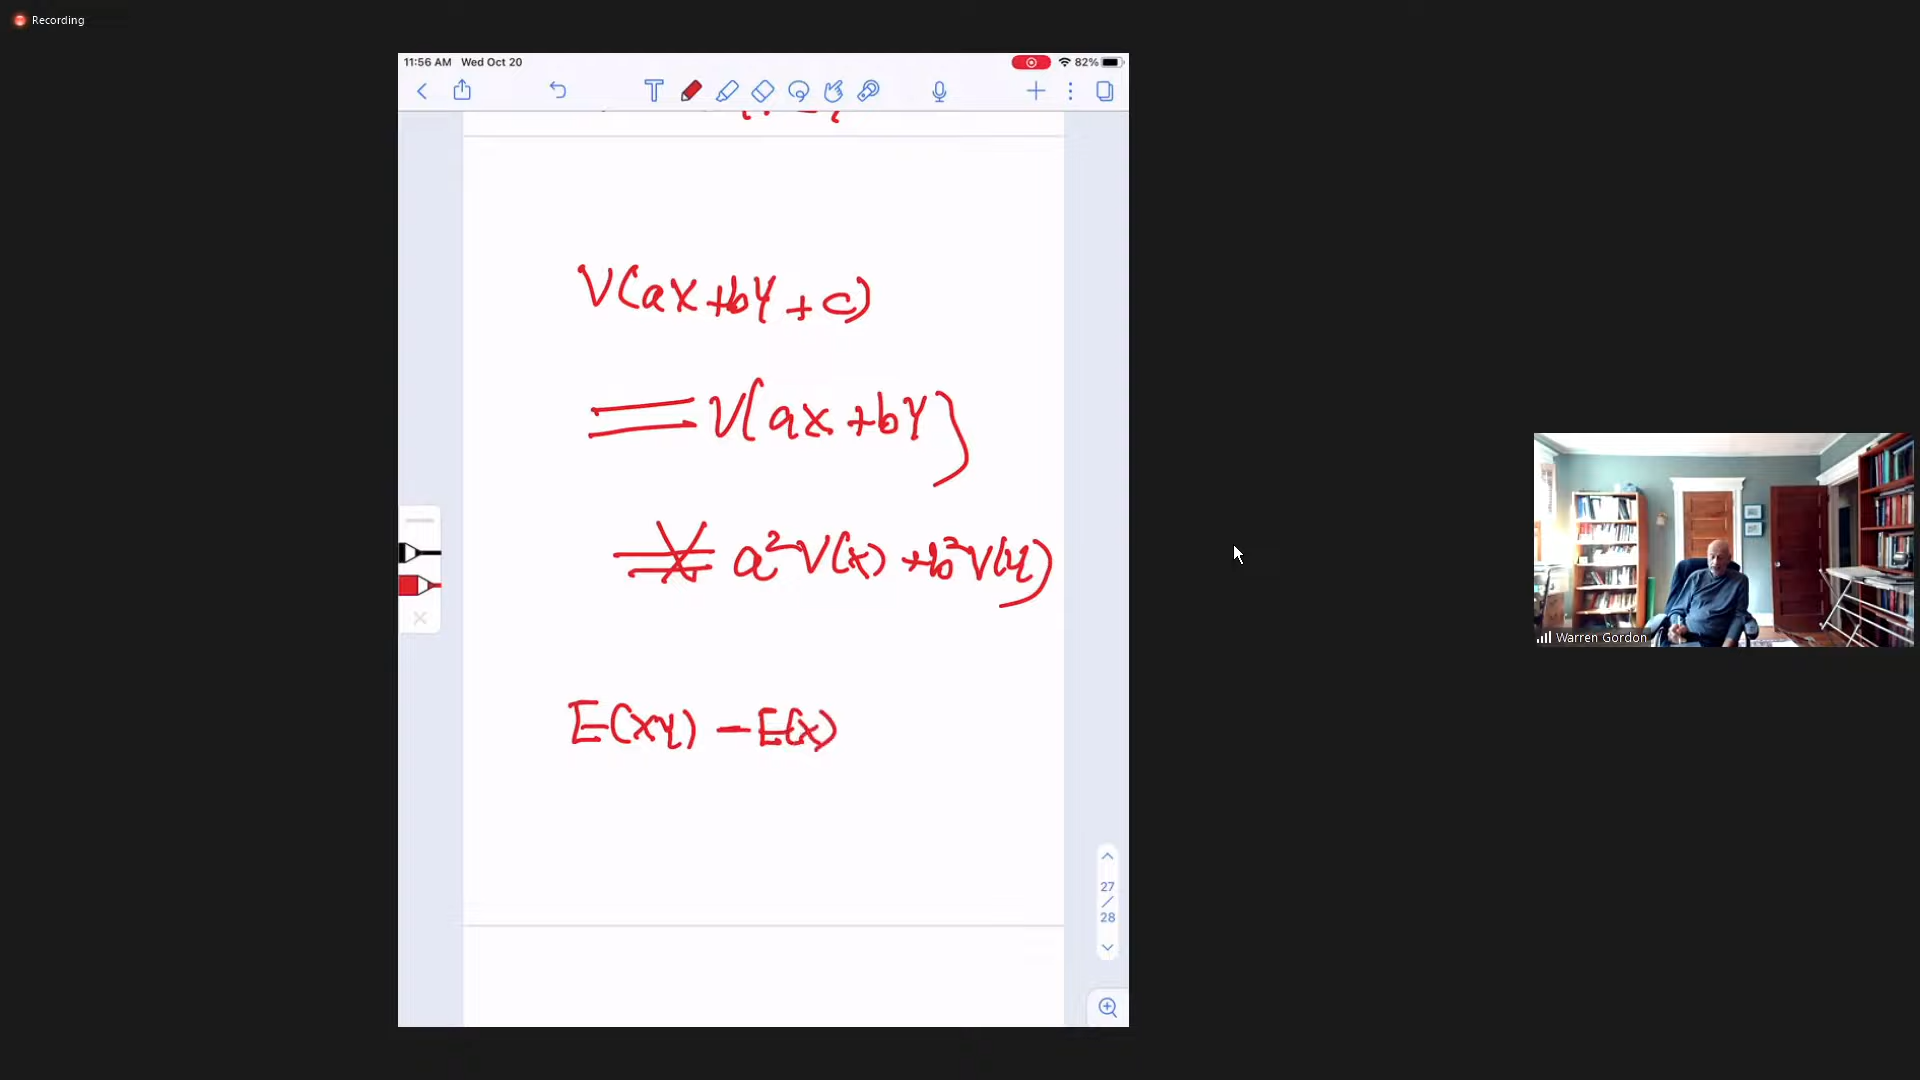 Recording
11:56 AM Wed Oct 20
82%
T
V(aX+bY+c)
= V(aX+bY)
≠ a²V(x)+b²V(y)
E(xy) - E(x)
27
/
28
Warren Gordon